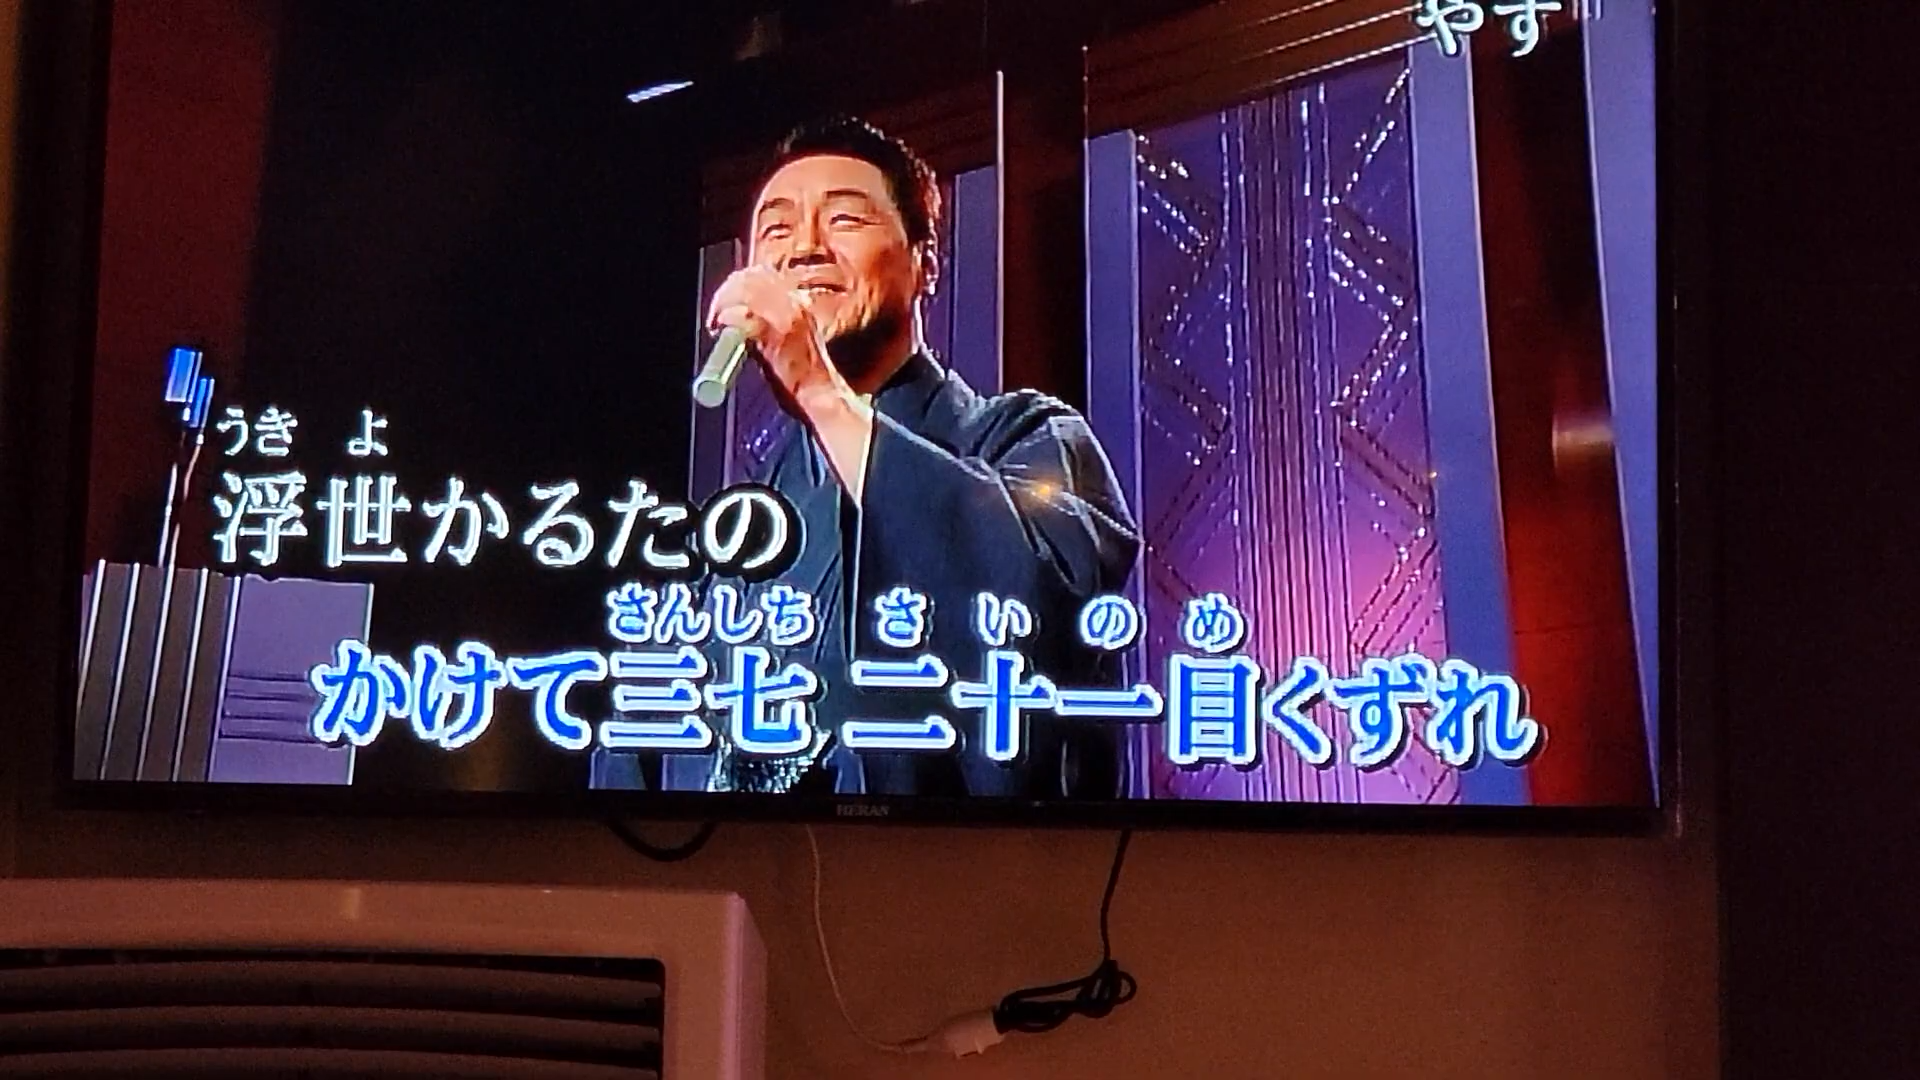 やす
うきよ
浮世かるたの
さんしち さいのめ
かけて三七 二十一目くずれ
HERAN